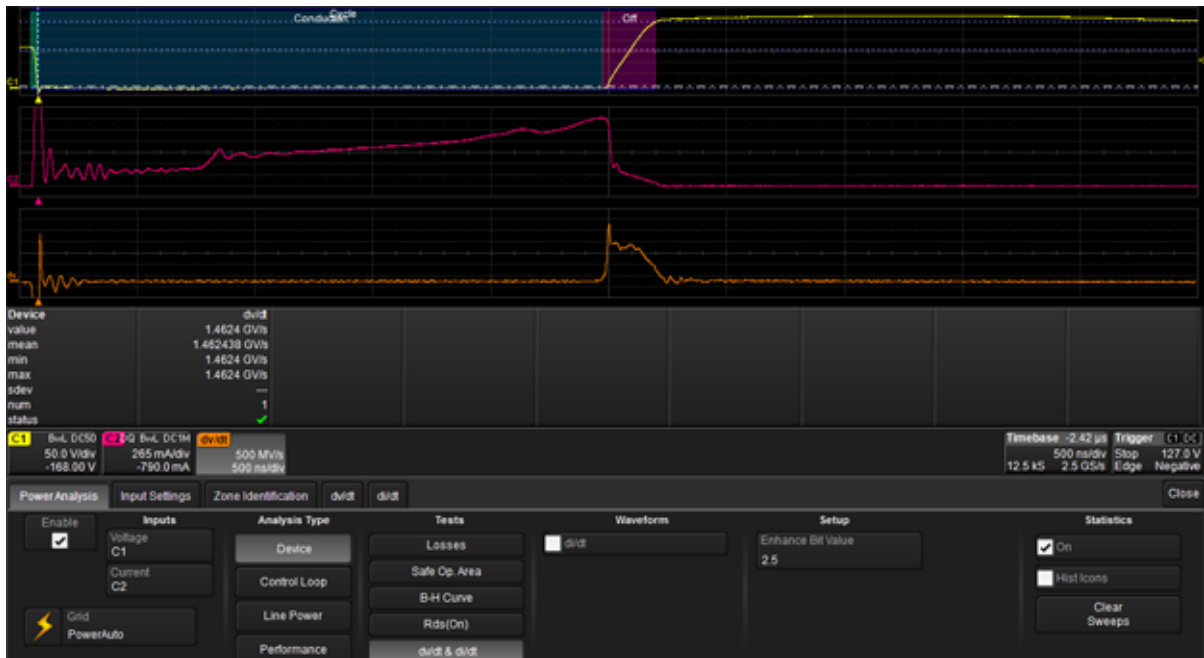 Conduction Cycle Off
C1
C2
dv
Device dv/dt
value 1.4624 GV/s
mean 1.462438 GV/s
min 1.4624 GV/s
max 1.4624 GV/s
sdev ---
num 1
status ✓
C1 BwL DC50 C2 DQ BwL DC1M dv/dt Timebase -2.42 µs Trigger C1 DC
50.0 V/div 265 mA/div 500 MV/s 500 ns/div Stop 127.0 V
-168.00 V -790.0 mA 500 ns/div 12.5 kS 2.5 GS/s Edge Negative
Power Analysis Input Settings Zone Identification dv/dt di/dt Close
Enable Inputs Analysis Type Tests Waveform Setup Statistics
Voltage
C1
Device
Losses
di/dt
Enhance Bit Value
2.5
On
Current
C2
Control Loop
Safe Op. Area
Hist Icons
B-H Curve
Grid
PowerAuto
Line Power
Rds(On)
Clear
Sweeps
Performance
dv/dt & di/dt